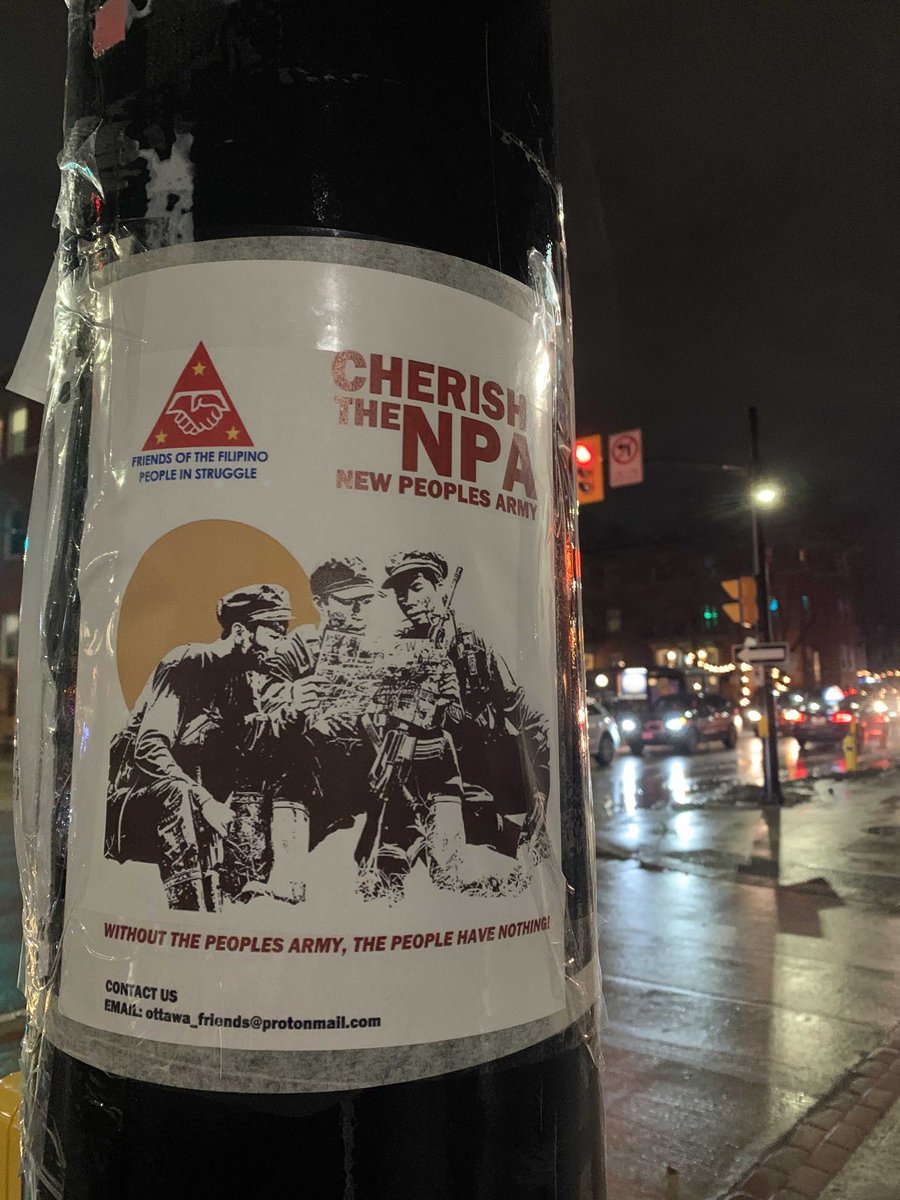 FRIENDS OF THE FILIPINO
PEOPLE IN STRUGGLE
CHERISH
THE NPA
NEW PEOPLES ARMY
WITHOUT THE PEOPLES ARMY, THE PEOPLE HAVE NOTHING!
CONTACT US
EMAIL: ottawa_friends@protonmail.com